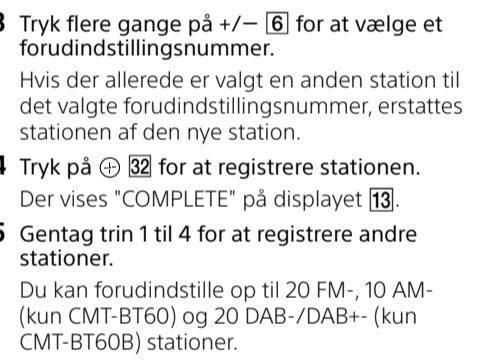 3 Tryk flere gange på +/− 6 for at vælge et
forudindstillingsnummer.
Hvis der allerede er valgt en anden station til
det valgte forudindstillingsnummer, erstattes
stationen af den nye station.
4 Tryk på ⊕ 32 for at registrere stationen.
Der vises "COMPLETE" på displayet 13.
5 Gentag trin 1 til 4 for at registrere andre
stationer.
Du kan forudindstille op til 20 FM-, 10 AM-
(kun CMT-BT60) og 20 DAB-/DAB+- (kun
CMT-BT60B) stationer.